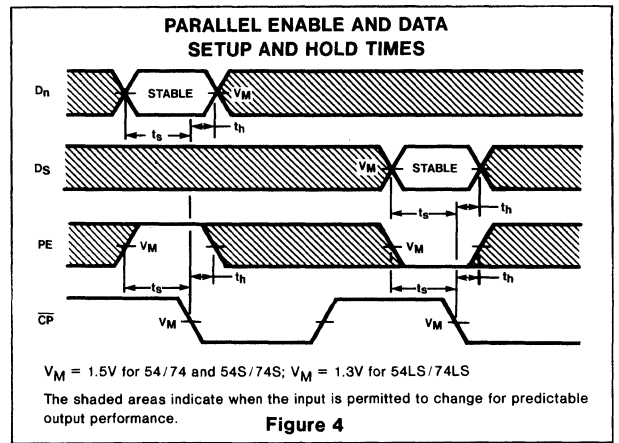 PARALLEL ENABLE AND DATA
SETUP AND HOLD TIMES
Dn
STABLE
VM
ts
th
DS
VM
STABLE
ts
th
PE
VM
VM
ts
th
ts
th
CP
VM
VM
VM = 1.5V for 54/74 and 54S/74S; VM = 1.3V for 54LS/74LS
The shaded areas indicate when the input is permitted to change for predictable
output performance.
Figure 4